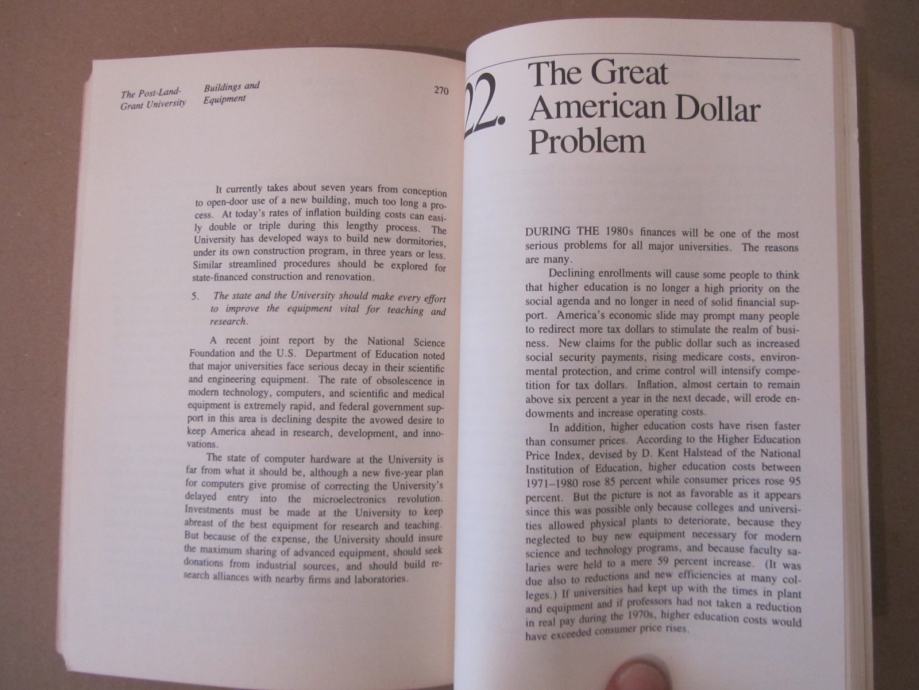 The Post-Land-
Grant University
Buildings and
Equipment
270
It currently takes about seven years from conception
to open-door use of a new building, much too long a pro-
cess. At today's rates of inflation building costs can easi-
ly double or triple during this lengthy process. The
University has developed ways to build new dormitories,
under its own construction program, in three years or less.
Similar streamlined procedures should be explored for
state-financed construction and renovation.
5. The state and the University should make every effort
to improve the equipment vital for teaching and
research.
A recent joint report by the National Science
Foundation and the U.S. Department of Education noted
that major universities face serious decay in their scientific
and engineering equipment. The rate of obsolescence in
modern technology, computers, and scientific and medical
equipment is extremely rapid, and federal government sup-
port in this area is declining despite the avowed desire to
keep America ahead in research, development, and inno-
vations.
The state of computer hardware at the University is
far from what it should be, although a new five-year plan
for computers give promise of correcting the University's
delayed entry into the microelectronics revolution.
Investments must be made at the University to keep
abreast of the best equipment for research and teaching.
But because of the expense, the University should insure
the maximum sharing of advanced equipment, should seek
donations from industrial sources, and should build re-
search alliances with nearby firms and laboratories.
22.
The Great
American Dollar
Problem
DURING THE 1980s finances will be one of the most
serious problems for all major universities. The reasons
are many.
Declining enrollments will cause some people to think
that higher education is no longer a high priority on the
social agenda and no longer in need of solid financial sup-
port. America's economic slide may prompt many people
to redirect more tax dollars to stimulate the realm of busi-
ness. New claims for the public dollar such as increased
social security payments, rising medicare costs, environ-
mental protection, and crime control will intensify compe-
tition for tax dollars. Inflation, almost certain to remain
above six percent a year in the next decade, will erode en-
dowments and increase operating costs.
In addition, higher education costs have risen faster
than consumer prices. According to the Higher Education
Price Index, devised by D. Kent Halstead of the National
Institution of Education, higher education costs between
1971–1980 rose 85 percent while consumer prices rose 95
percent. But the picture is not as favorable as it appears
since this was possible only because colleges and universi-
ties allowed physical plants to deteriorate, because they
neglected to buy new equipment necessary for modern
science and technology programs, and because faculty sa-
laries were held to a mere 59 percent increase. (It was
due also to reductions and new efficiencies at many col-
leges.) If universities had kept up with the times in plant
and equipment and if professors had not taken a reduction
in real pay during the 1970s, higher education costs would
have exceeded consumer price rises.